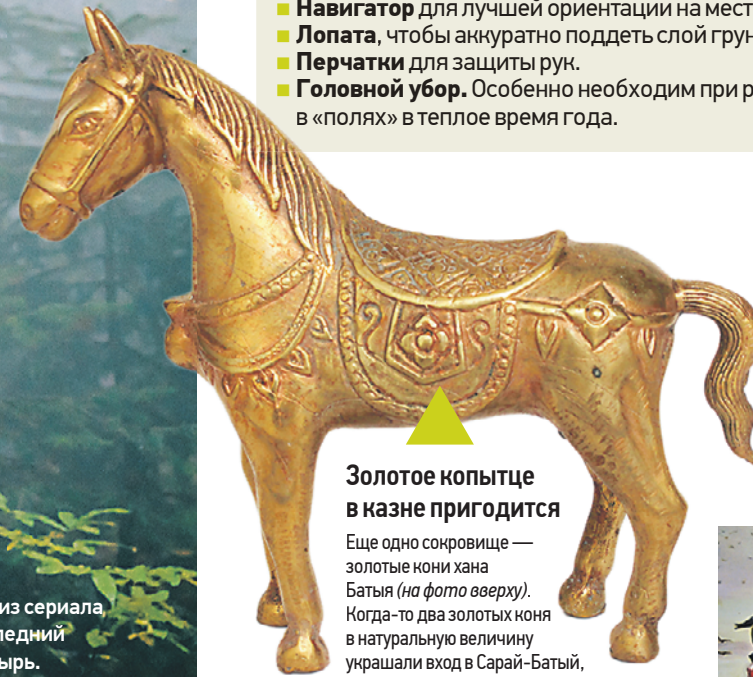 Навигатор для лучшей ориентации на мест
Лопата, чтобы аккуратно поддеть слой грун
Перчатки для защиты рук.
Головной убор. Особенно необходим при р
в «полях» в теплое время года.
Золотое копытце
в казне пригодится
Еще одно сокровище —
золотые кони хана
Батыя (на фото вверху).
Когда-то два золотых коня
в натуральную величину
украшали вход в Сарай-Батый,
из сериала
ледний
ырь.